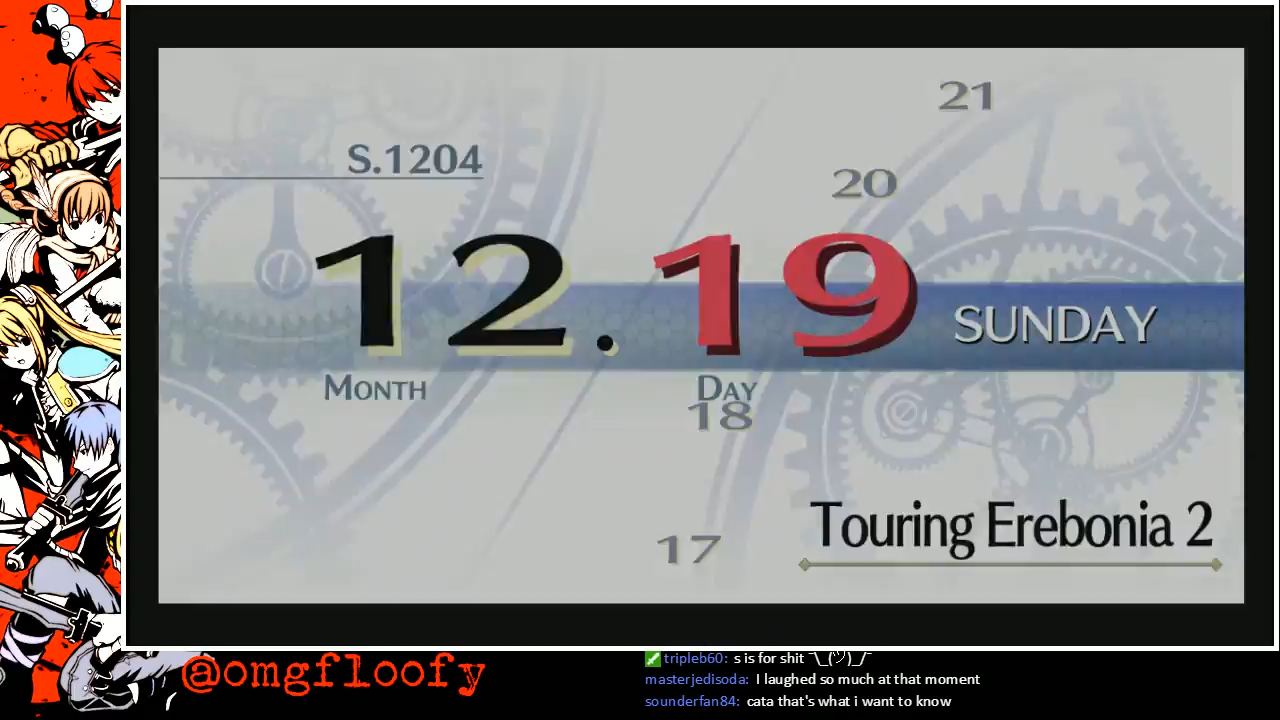 21
S.1204
20
12.19 SUNDAY
MONTH DAY
18
Touring Erebonia 2
17
@omgfloofy
tripleb60: s is for shit ¯\_(ツ)_/¯
masterjedisoda: I laughed so much at that moment
sounderfan84: cata that's what i want to know